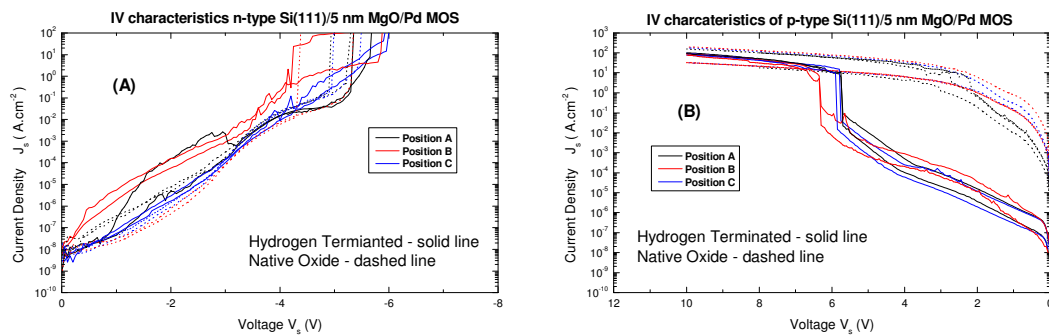 IV characteristics n-type Si(111)/5 nm MgO/Pd MOS
10^2
10^1
10^0
10^-1
10^-2
10^-3
10^-4
10^-5
10^-6
10^-7
10^-8
10^-9
10^-10
Current Density J_s ( A.cm^-2 )
(A)
Position A
Position B
Position C
Hydrogen Termianted - solid line
Native Oxide - dashed line
0 -2 -4 -6 -8
Voltage V_s (V)
IV charcateristics of p-type Si(111)/5 nm MgO/Pd MOS
10^3
10^2
10^1
10^0
10^-1
10^-2
10^-3
10^-4
10^-5
10^-6
10^-7
10^-8
10^-9
10^-10
Current Density J_s ( A.cm^-2 )
(B)
Position A
Position B
Position C
Hydrogen Terminated - solid line
Native Oxide - dashed line
12 10 8 6 4 2 0
Voltage V_s (V)